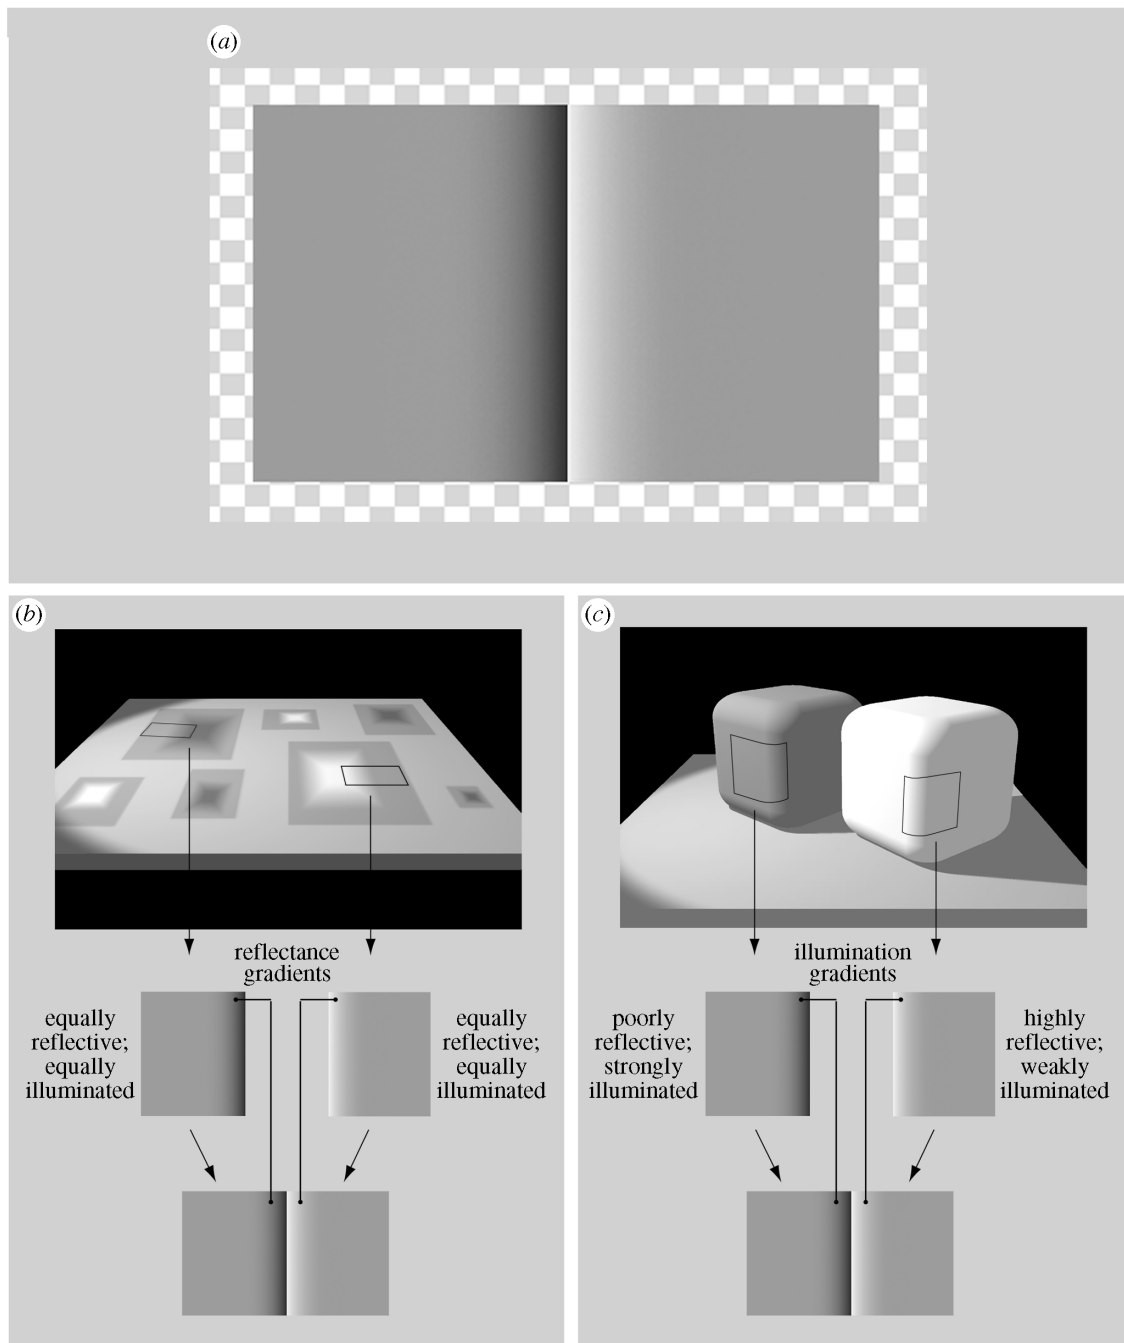 (a)
(b)
reflectance
gradients
equally
reflective;
equally
illuminated
equally
reflective;
equally
illuminated
(c)
illumination
gradients
poorly
reflective;
strongly
illuminated
highly
reflective;
weakly
illuminated